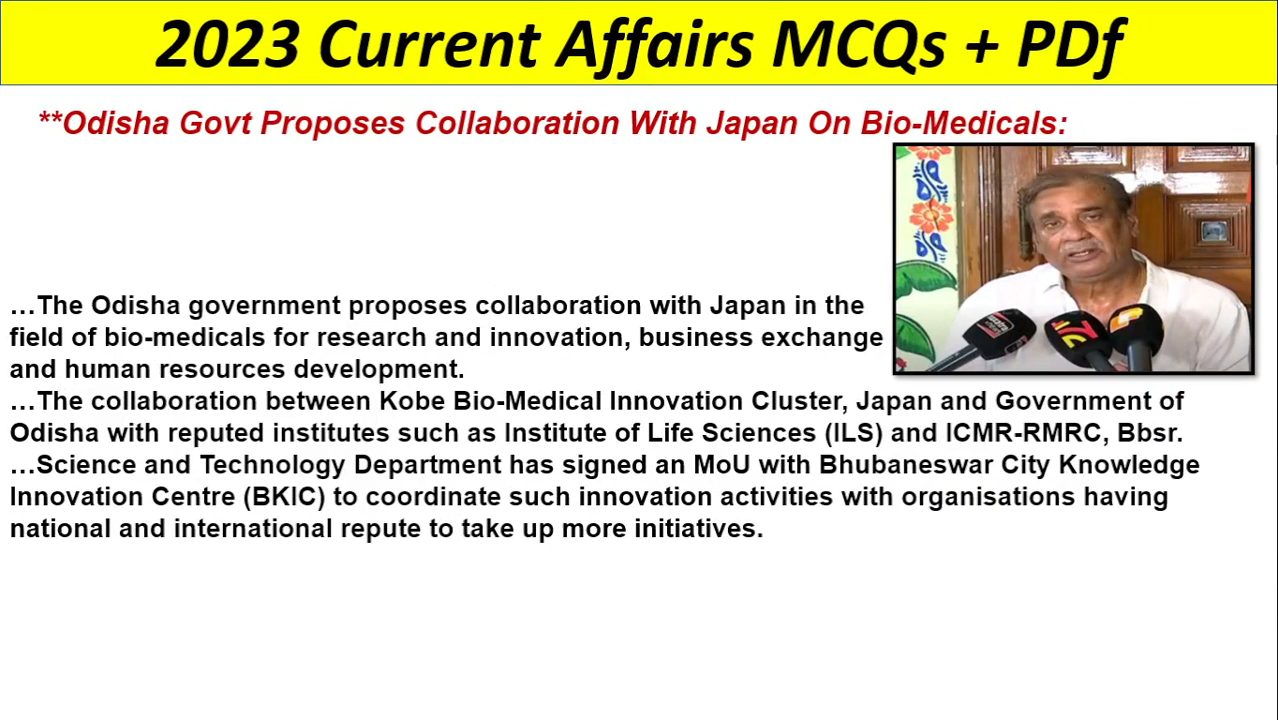 2023 Current Affairs MCQs + PDf
**Odisha Govt Proposes Collaboration With Japan On Bio-Medicals:
…The Odisha government proposes collaboration with Japan in the
field of bio-medicals for research and innovation, business exchange
and human resources development.
…The collaboration between Kobe Bio-Medical Innovation Cluster, Japan and Government of
Odisha with reputed institutes such as Institute of Life Sciences (ILS) and ICMR-RMRC, Bbsr.
…Science and Technology Department has signed an MoU with Bhubaneswar City Knowledge
Innovation Centre (BKIC) to coordinate such innovation activities with organisations having
national and international repute to take up more initiatives.